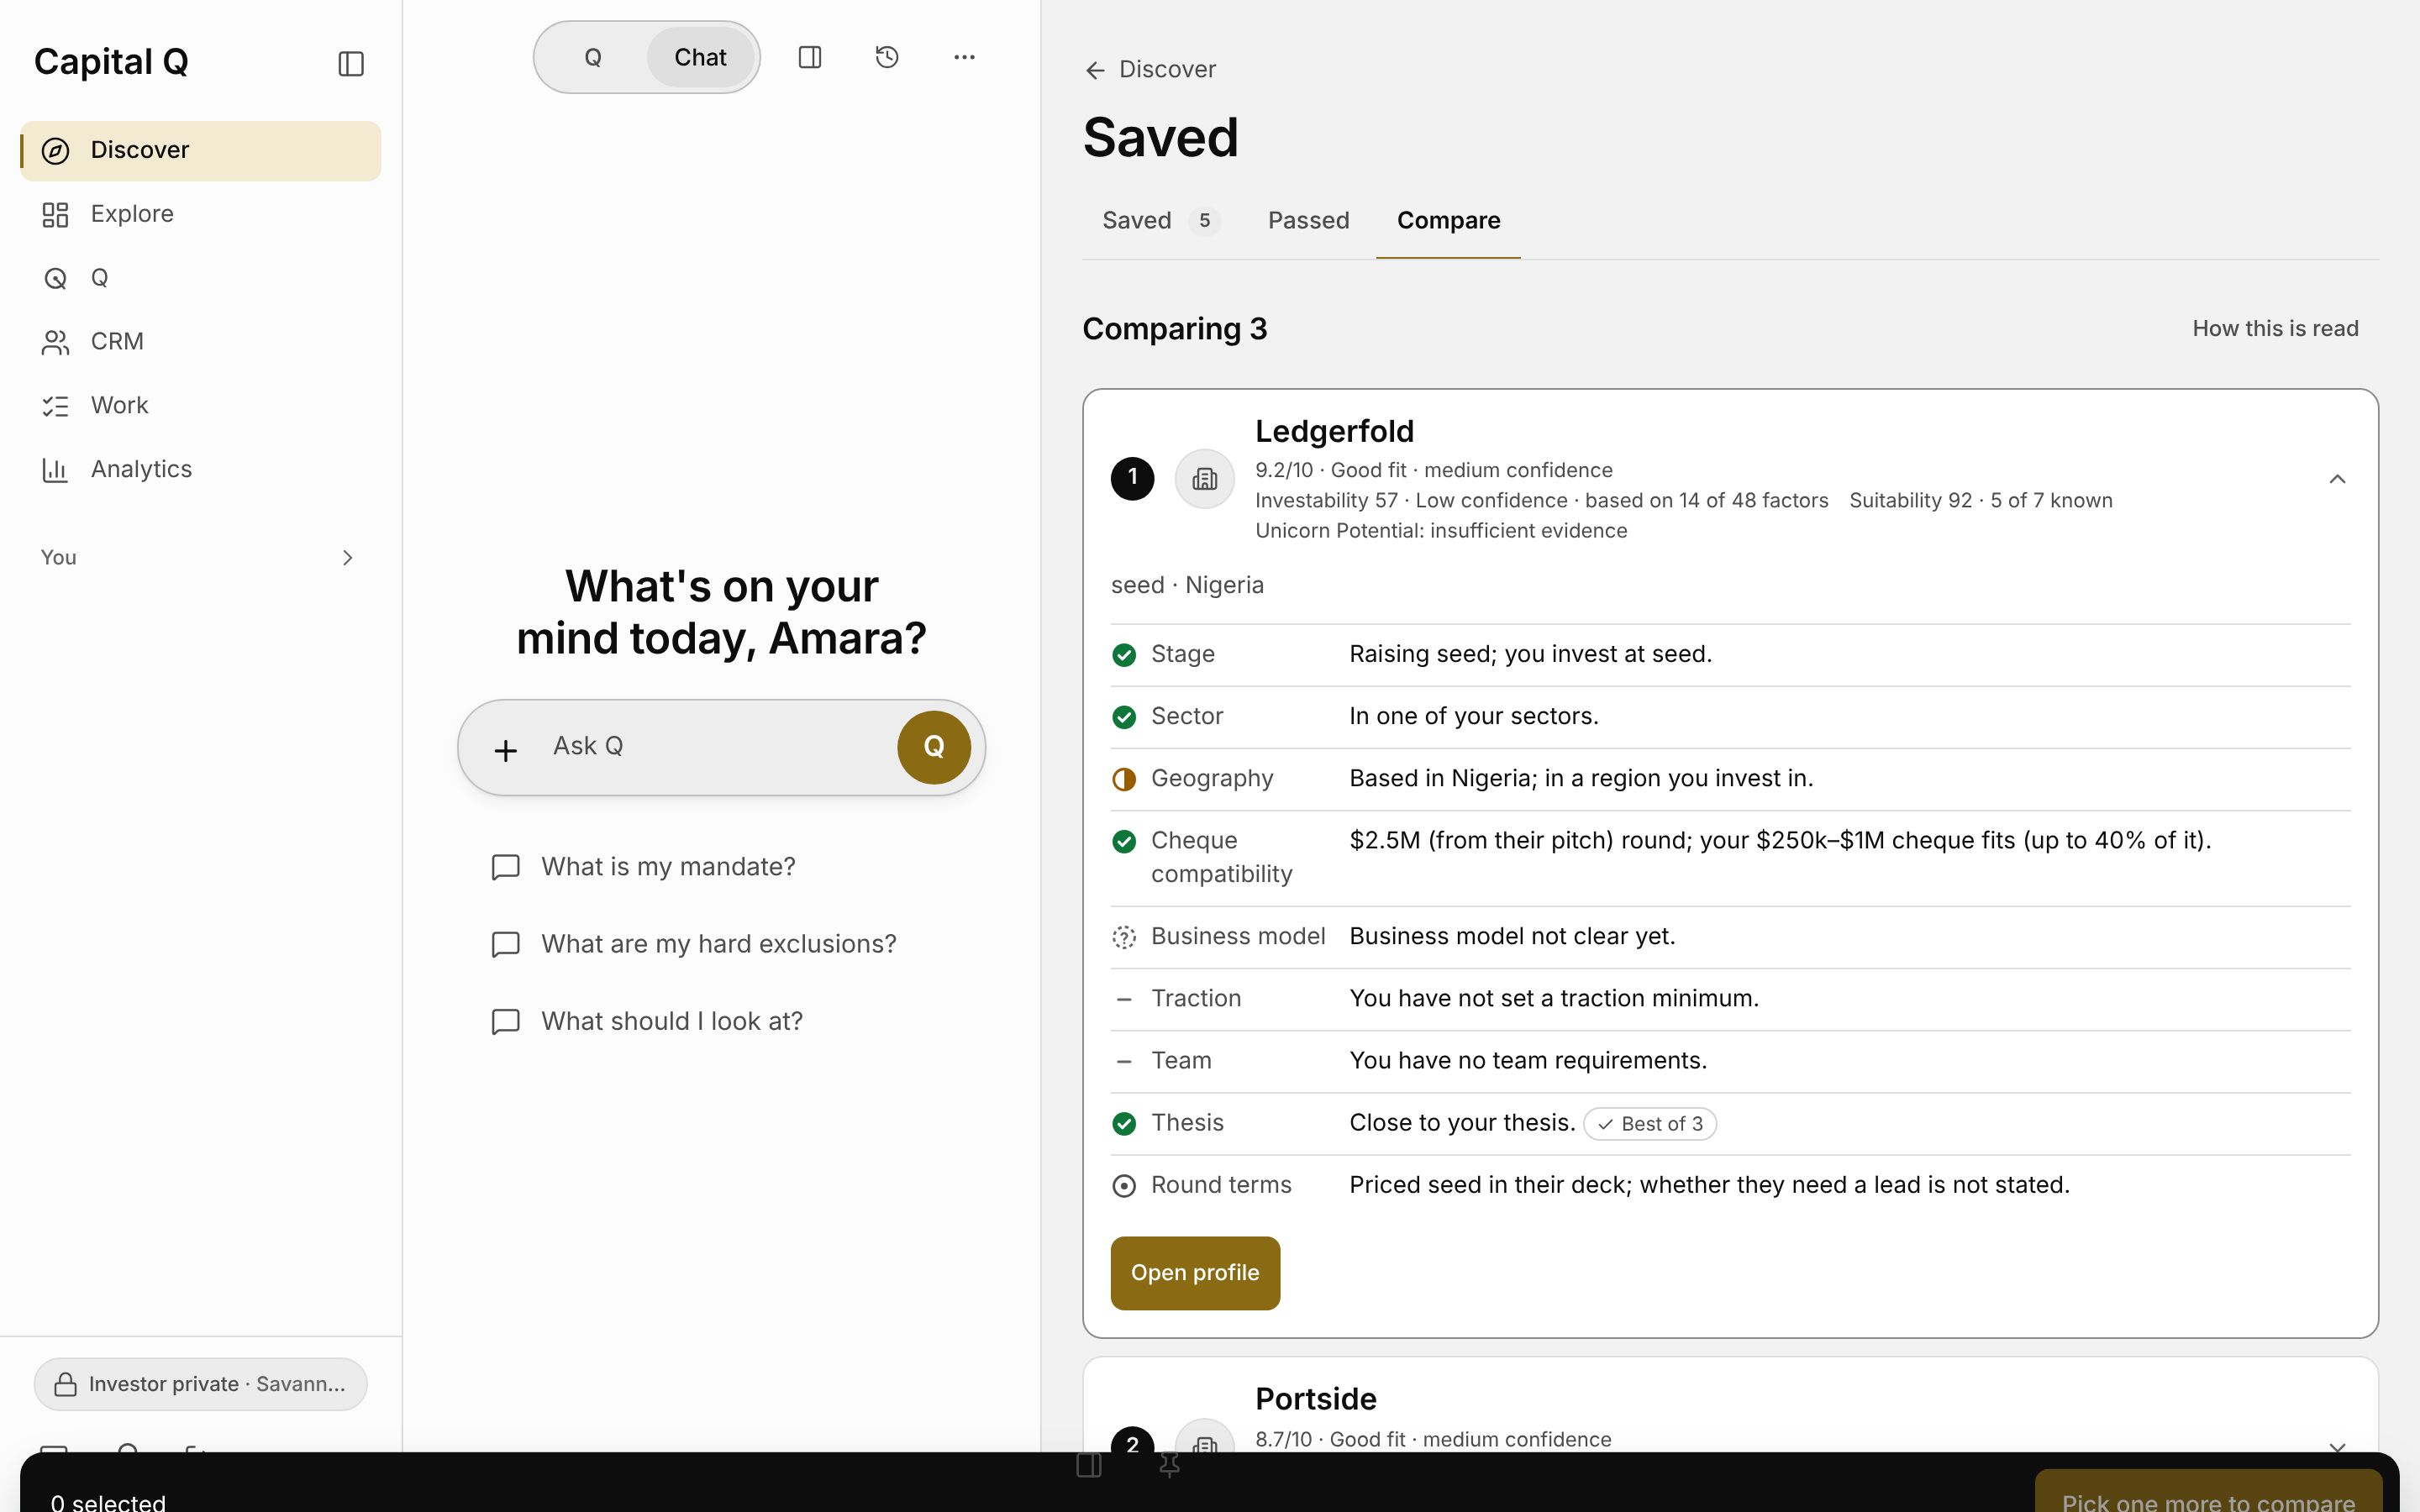 Capital Q
Discover
Explore
Q
CRM
Work
Analytics
You
Investor private · Savann...
Q
Chat
What's on your
mind today, Amara?
Ask Q
Q
What is my mandate?
What are my hard exclusions?
What should I look at?
Discover
Saved
Saved 5 Passed Compare
Comparing 3
How this is read
1
Ledgerfold
9.2/10 · Good fit · medium confidence
Investability 57 · Low confidence · based on 14 of 48 factors Suitability 92 · 5 of 7 known
Unicorn Potential: insufficient evidence
seed · Nigeria
Stage Raising seed; you invest at seed.
Sector In one of your sectors.
Geography Based in Nigeria; in a region you invest in.
Cheque compatibility $2.5M (from their pitch) round; your $250k–$1M cheque fits (up to 40% of it).
Business model Business model not clear yet.
Traction You have not set a traction minimum.
Team You have no team requirements.
Thesis Close to your thesis. Best of 3
Round terms Priced seed in their deck; whether they need a lead is not stated.
Open profile
2
Portside
8.7/10 · Good fit · medium confidence
0 selected
Pick one more to compare